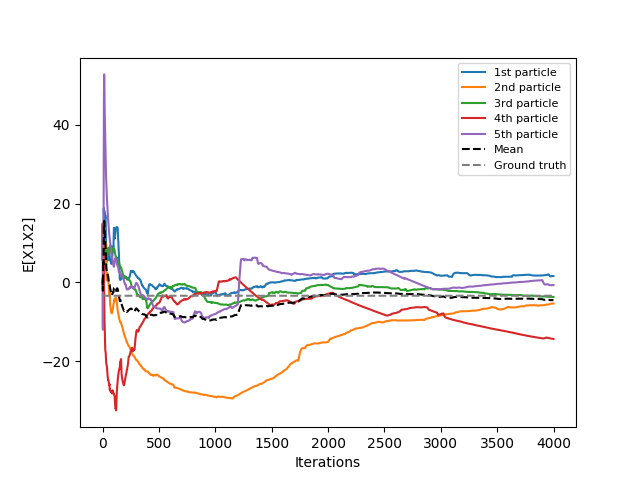 1st particle
2nd particle
3rd particle
4th particle
5th particle
Mean
Ground truth
E[X1X2]
40
20
0
−20
0 500 1000 1500 2000 2500 3000 3500 4000
Iterations